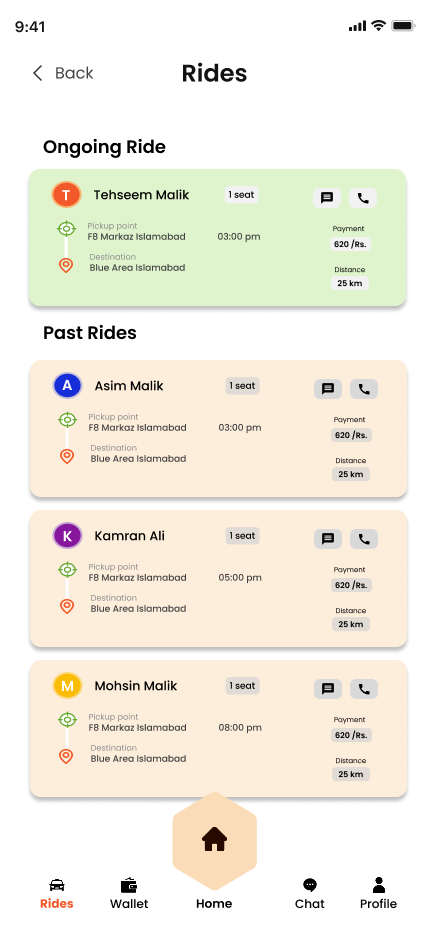 9:41
Back
Rides
Ongoing Ride
T
Tehseem Malik
1 seat
Pickup point
F8 Markaz Islamabad
03:00 pm
Destination
Blue Area Islamabad
Payment
620 /Rs.
Distance
25 km
Past Rides
A
Asim Malik
1 seat
Pickup point
F8 Markaz Islamabad
03:00 pm
Destination
Blue Area Islamabad
Payment
620 /Rs.
Distance
25 km
K
Kamran Ali
1 seat
Pickup point
F8 Markaz Islamabad
05:00 pm
Destination
Blue Area Islamabad
Payment
620 /Rs.
Distance
25 km
M
Mohsin Malik
1 seat
Pickup point
F8 Markaz Islamabad
08:00 pm
Destination
Blue Area Islamabad
Payment
620 /Rs.
Distance
25 km
Rides
Wallet
Home
Chat
Profile